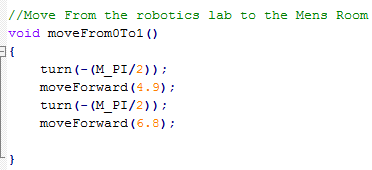 //Move From the robotics lab to the Mens Room
void moveFrom0To1()
{
turn(-(M_PI/2));
moveForward(4.9);
turn(-(M_PI/2));
moveForward(6.8);
}